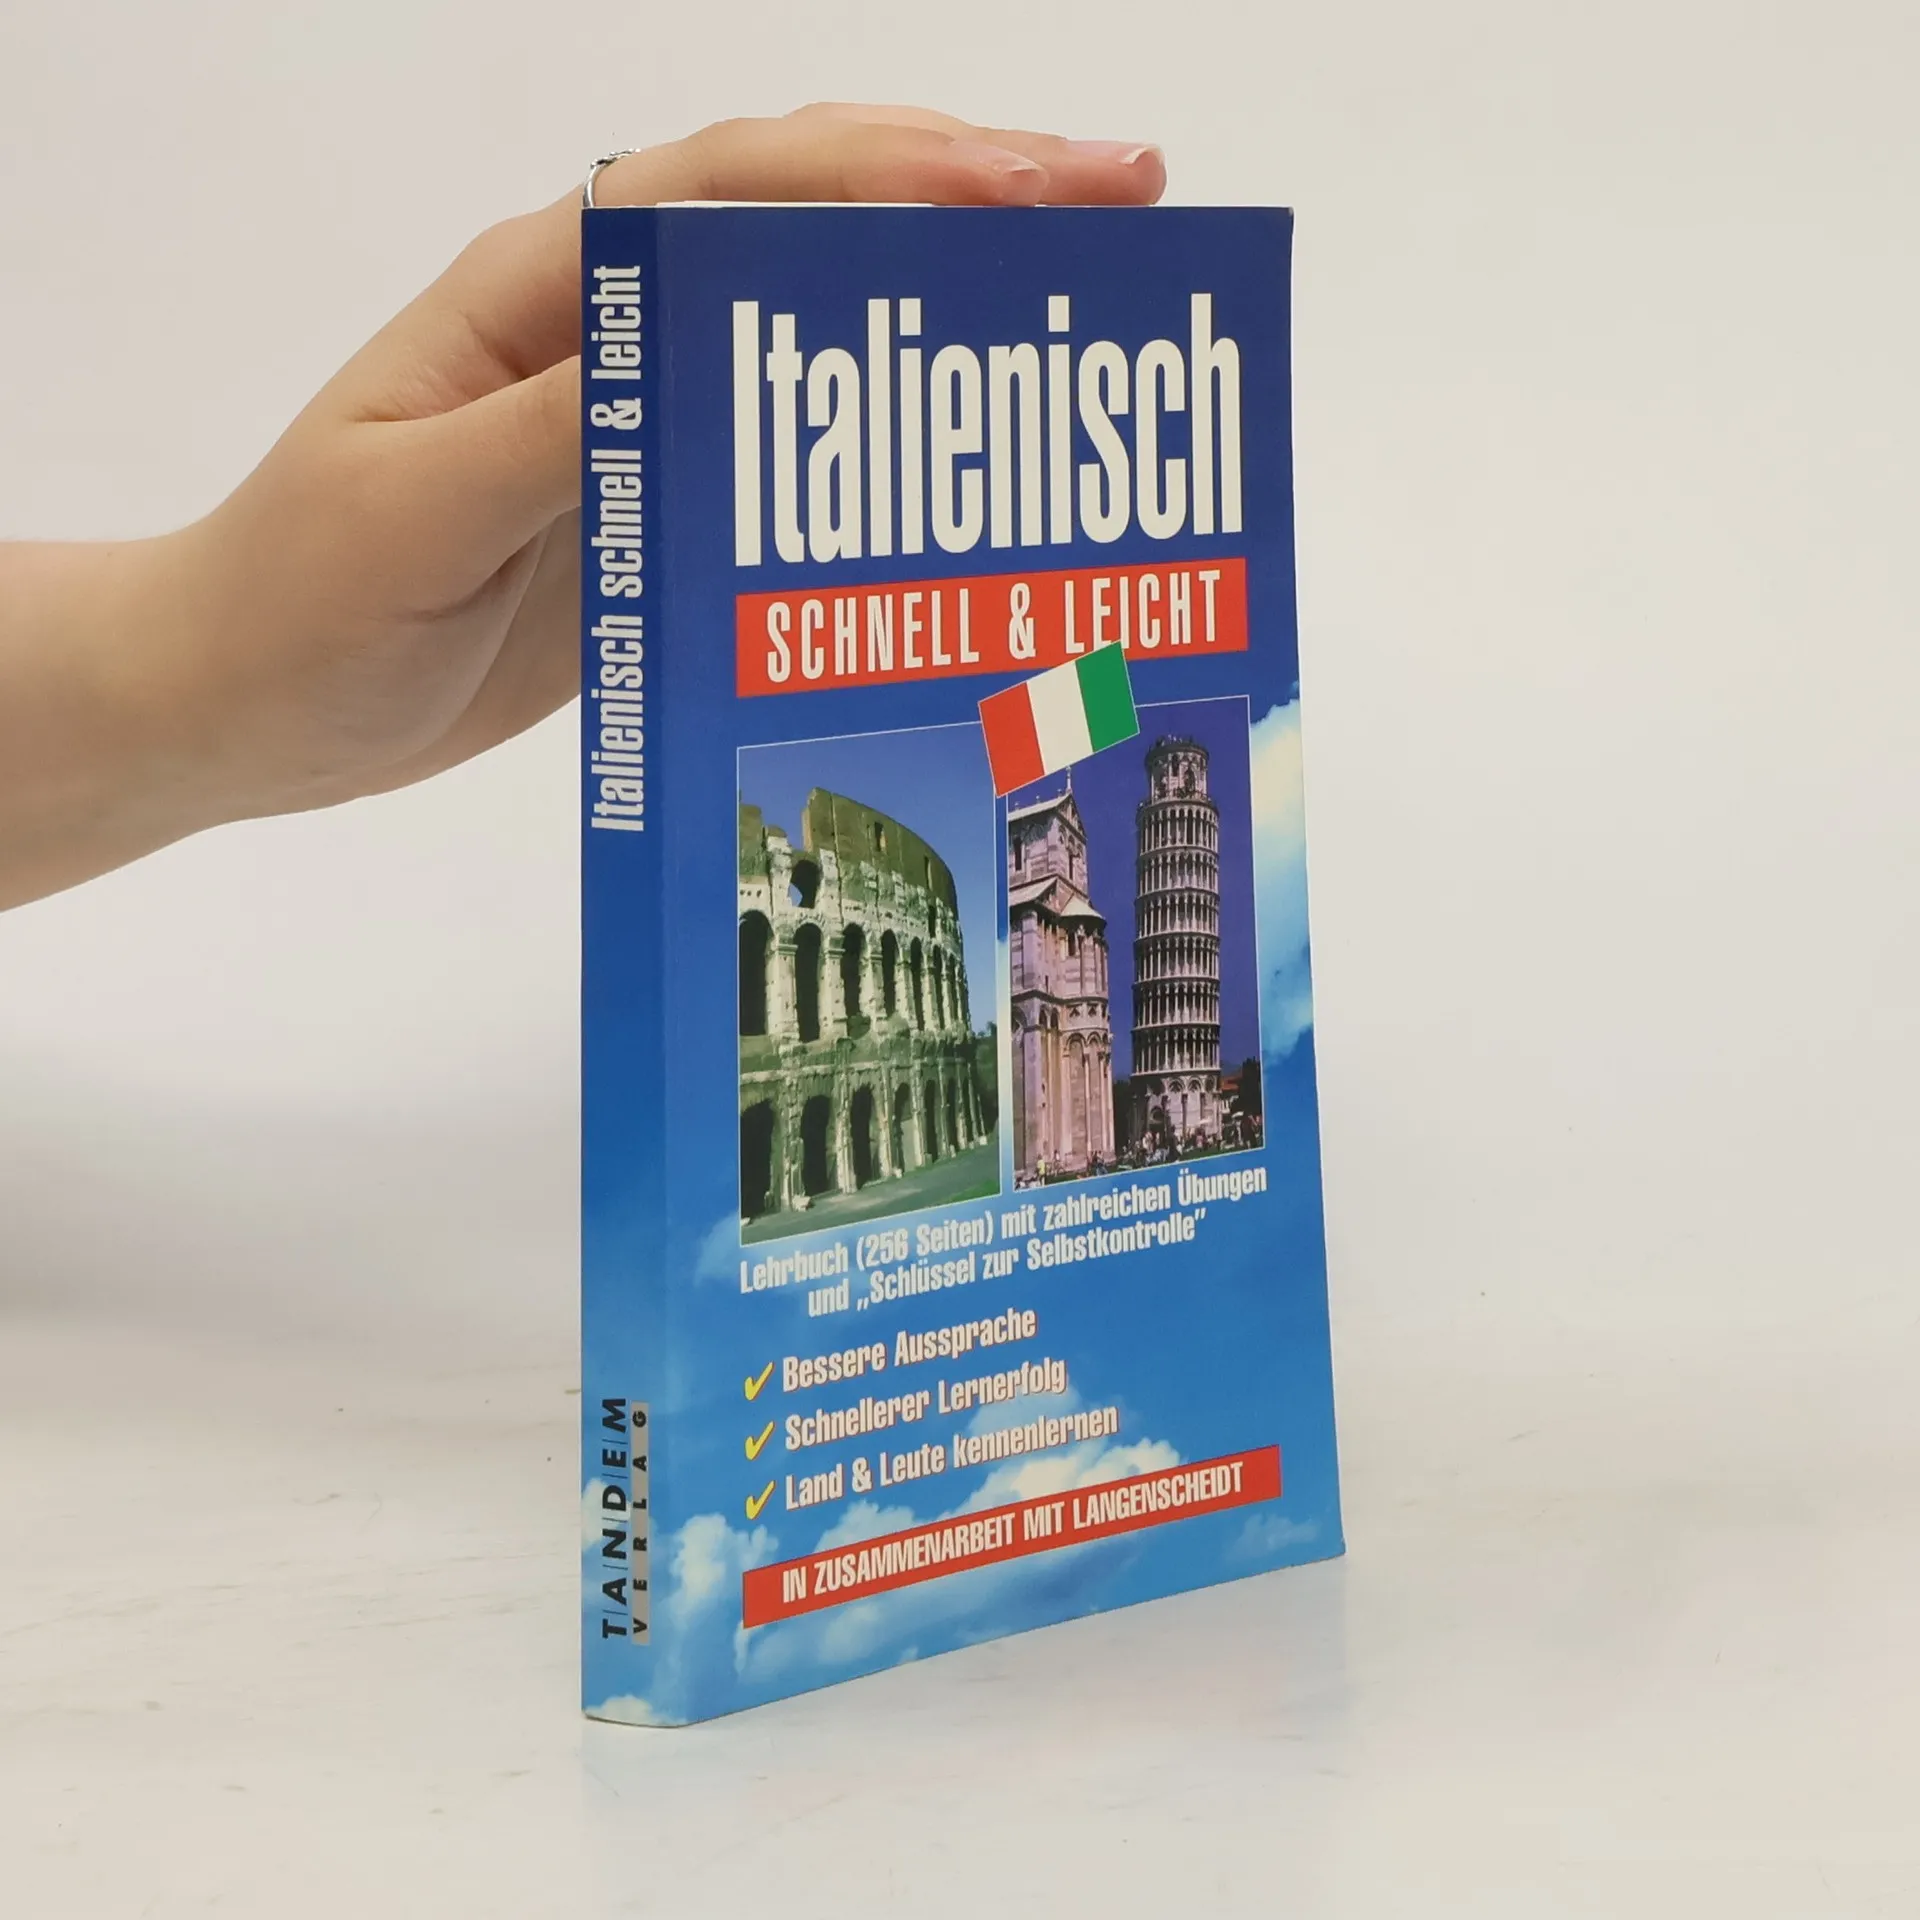 Italienisch schnell & leicht
TANDEM
VERLAG
Italienisch
SCHNELL & LEICHT
Lehrbuch (256 Seiten) mit zahlreichen Übungen
und „Schlüssel zur Selbstkontrolle”
Bessere Aussprache
Schnellerer Lernerfolg
Land & Leute kennenlernen
IN ZUSAMMENARBEIT MIT LANGENSCHEIDT